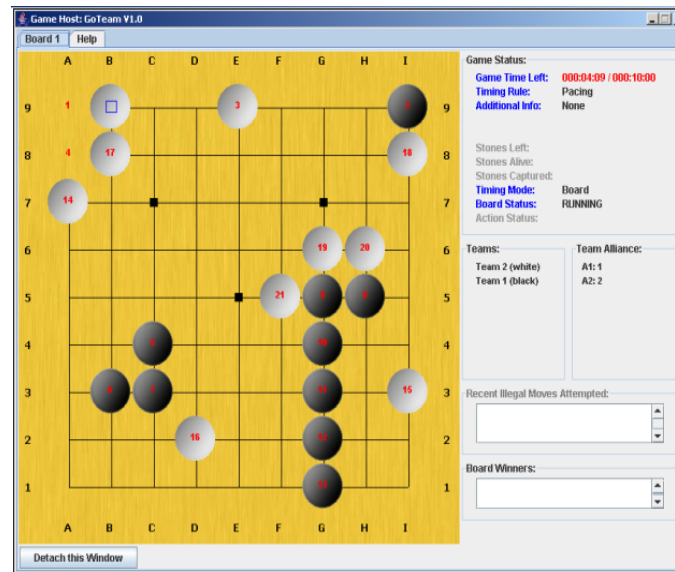 Game Host: GoTeam V1.0
Board 1 Help
A B C D E F G H I
9 1 3 9
8 4 17 18 8
7 14 7
6 19 20 6
5 21 5
4 4
3 15 3
2 16 2
1 1
A B C D E F G H I
Detach this Window
Game Status:
Game Time Left: 000:04:09 / 000:10:00
Timing Rule: Pacing
Additional Info: None
Stones Left:
Stones Alive:
Stones Captured:
Timing Mode: Board
Board Status: RUNNING
Action Status:
Teams:
Team 2 (white)
Team 1 (black)
Team Alliance:
A1: 1
A2: 2
Recent Illegal Moves Attempted:
Board Winners: